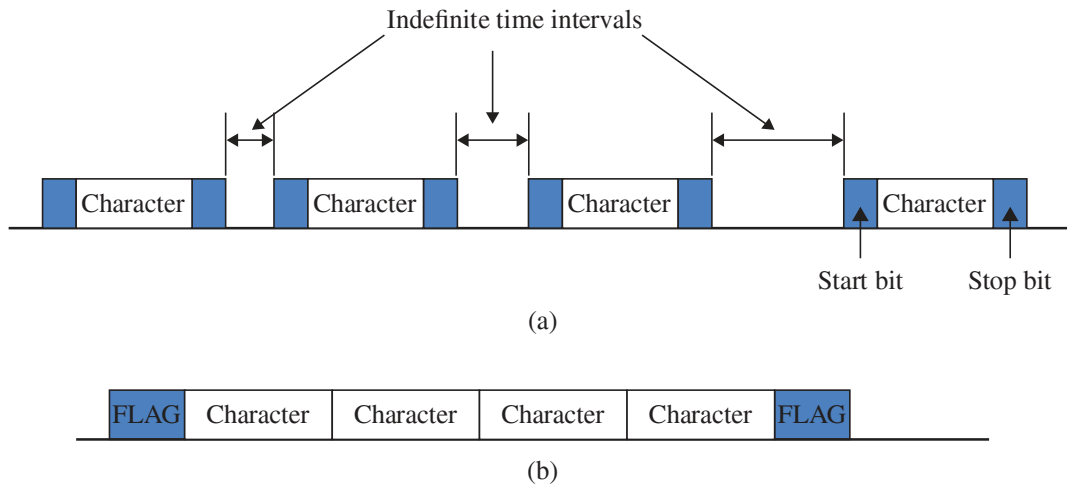 Indefinite time intervals
Character Character Character Character
Start bit Stop bit
(a)
FLAG Character Character Character Character FLAG
(b)